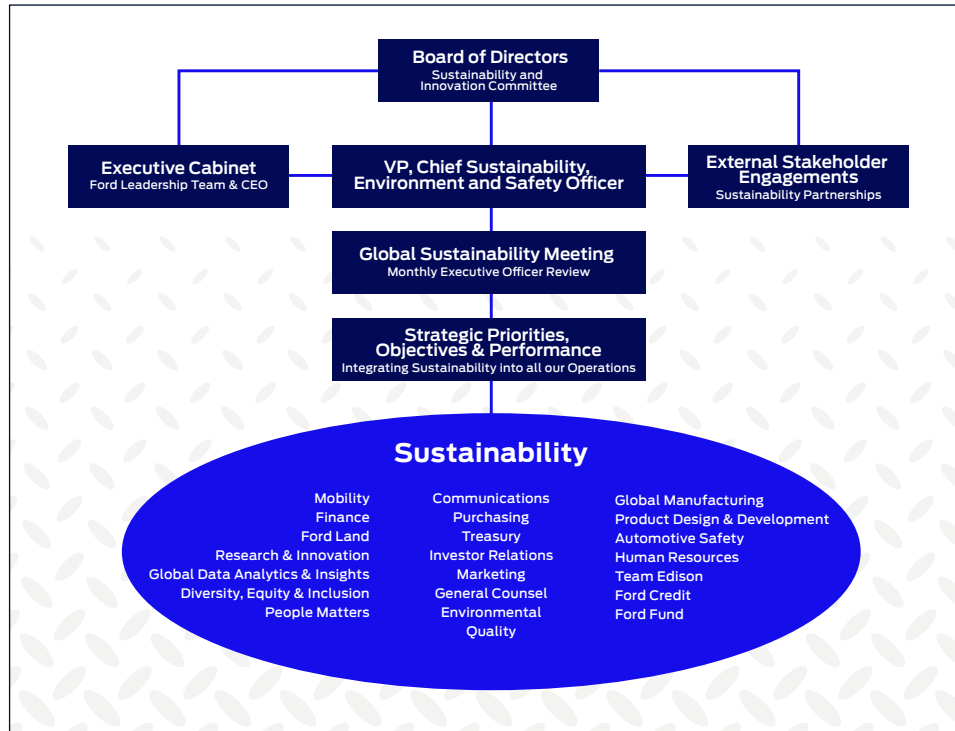 Board of Directors
Sustainability and
Innovation Committee
Executive Cabinet
Ford Leadership Team & CEO
VP, Chief Sustainability,
Environment and Safety Officer
External Stakeholder
Engagements
Sustainability Partnerships
Global Sustainability Meeting
Monthly Executive Officer Review
Strategic Priorities,
Objectives & Performance
Integrating Sustainability into all our Operations
Sustainability
Mobility
Finance
Ford Land
Research & Innovation
Global Data Analytics & Insights
Diversity, Equity & Inclusion
People Matters
Communications
Purchasing
Treasury
Investor Relations
Marketing
General Counsel
Environmental
Quality
Global Manufacturing
Product Design & Development
Automotive Safety
Human Resources
Team Edison
Ford Credit
Ford Fund